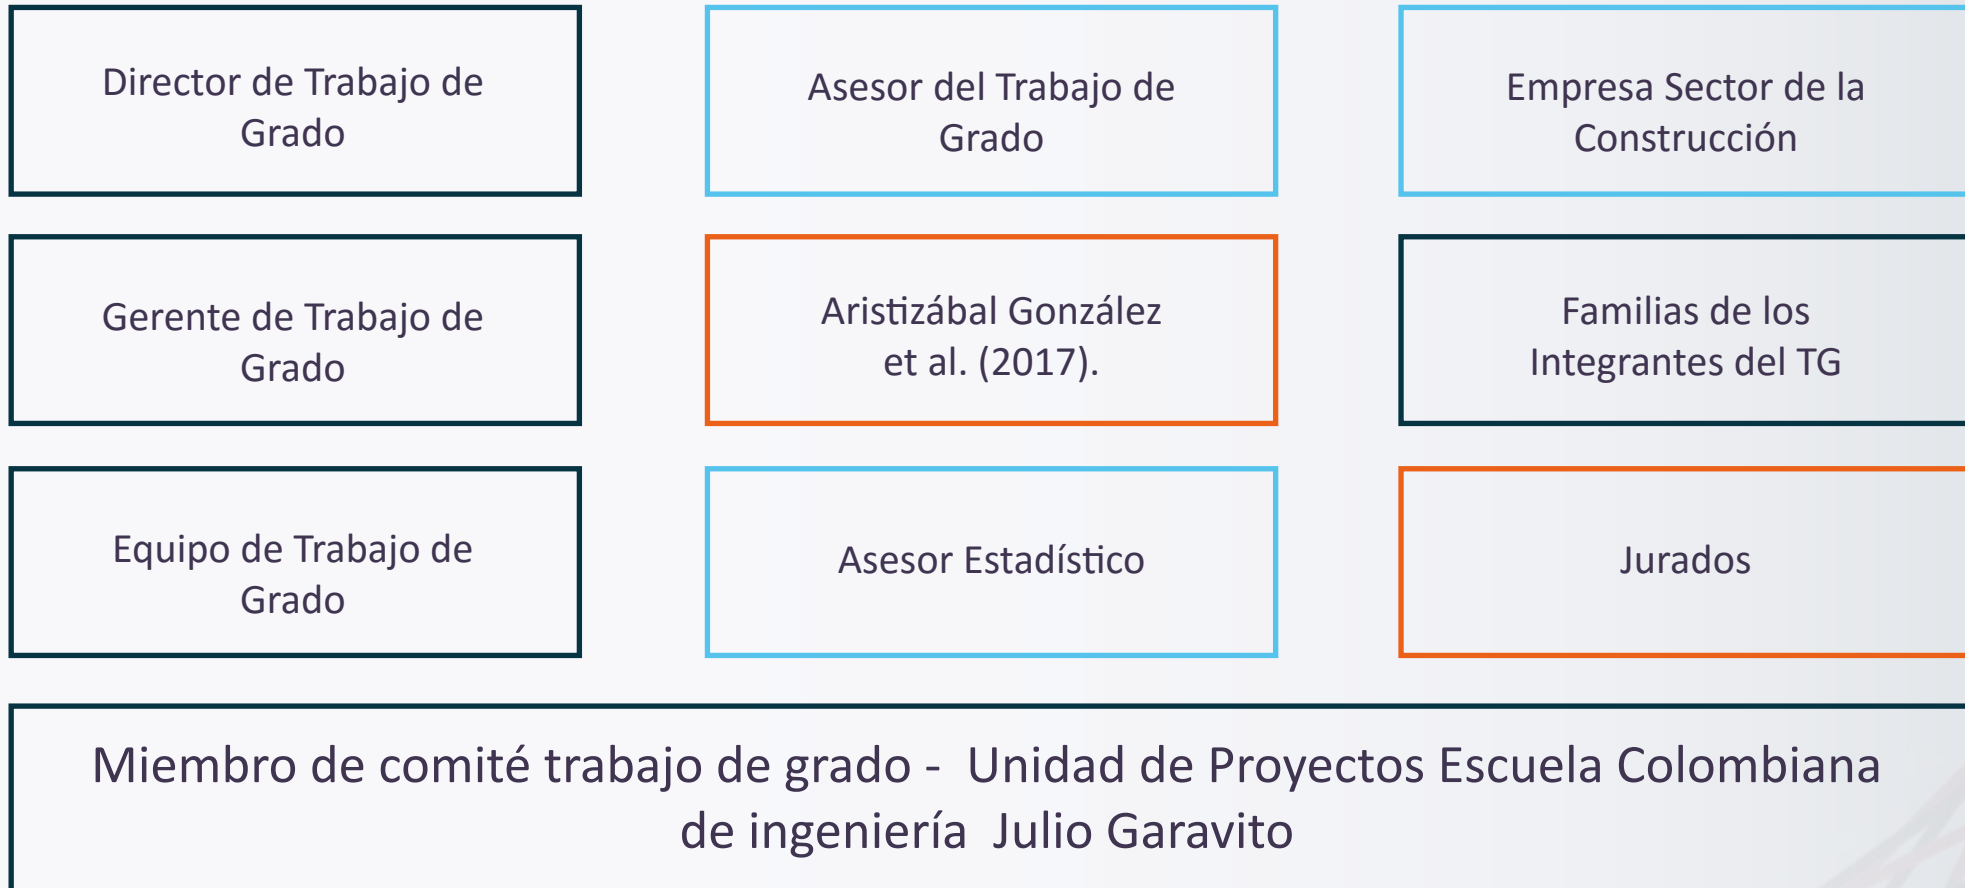 Director de Trabajo de
Grado
Asesor del Trabajo de
Grado
Empresa Sector de la
Construcción
Gerente de Trabajo de
Grado
Aristizábal González
et al. (2017).
Familias de los
Integrantes del TG
Equipo de Trabajo de
Grado
Asesor Estadístico
Jurados
Miembro de comité trabajo de grado -  Unidad de Proyectos Escuela Colombiana
de ingeniería  Julio Garavito